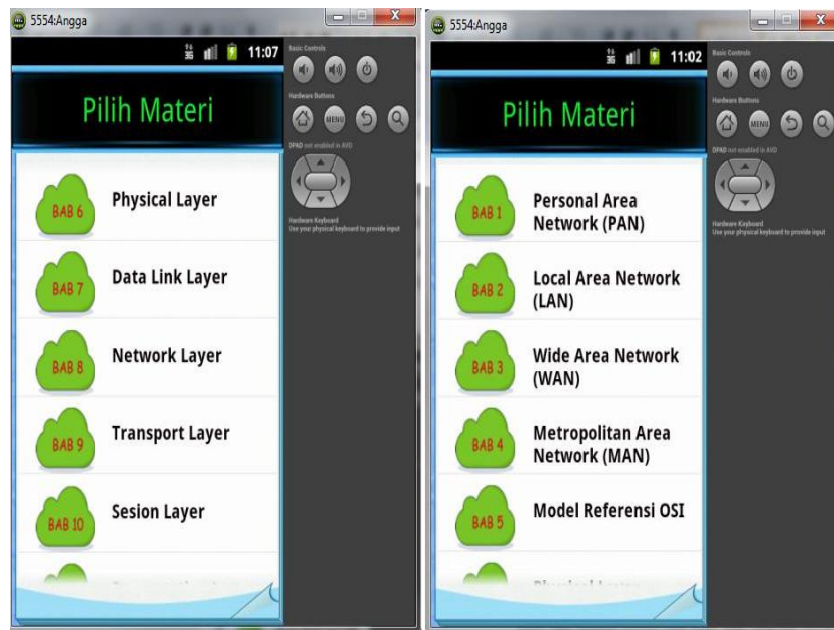 5554:Angga
3G
11:07
Pilih Materi
BAB 6
Physical Layer
BAB 7
Data Link Layer
BAB 8
Network Layer
BAB 9
Transport Layer
BAB 10
Sesion Layer
Basic Controls
Hardware Buttons
MENU
DPAD not enabled in AVD
Hardware Keyboard
Use your physical keyboard to provide input
5554:Angga
3G
11:02
Pilih Materi
BAB 1
Personal Area
Network (PAN)
BAB 2
Local Area Network
(LAN)
BAB 3
Wide Area Network
(WAN)
BAB 4
Metropolitan Area
Network (MAN)
BAB 5
Model Referensi OSI
Physical Layer
Basic Controls
Hardware Buttons
MENU
DPAD not enabled in AVD
Hardware Keyboard
Use your physical keyboard to provide input